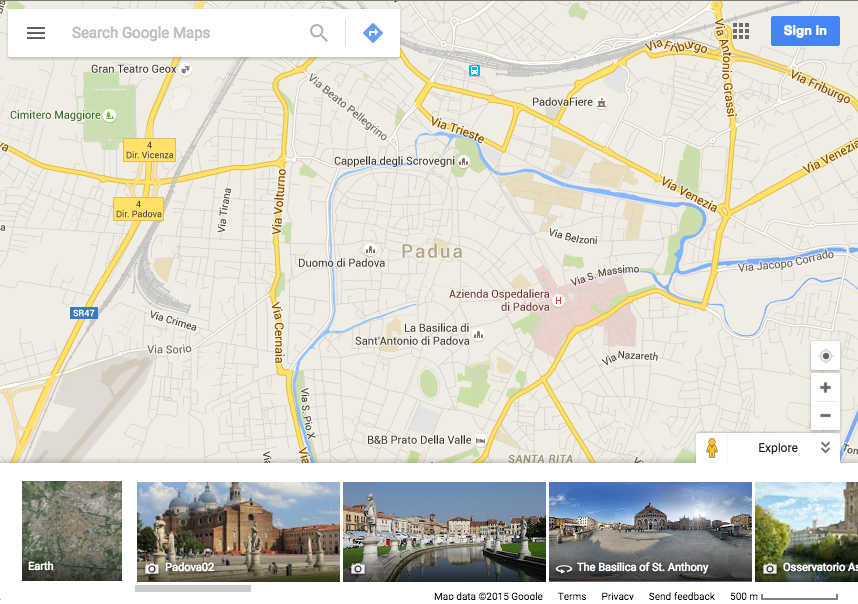 Search Google Maps
Sign in
Gran Teatro Geox
Via Friburgo
Via Antonio Grassi
Via Friburgo
Via Beato Pellegrino
PadovaFiere
Cimitero Maggiore
Via Trieste
4
Dir. Vicenza
Via Venezia
Cappella degli Scrovegni
Via Volturno
Via Venezia
4
Dir. Padova
Via Tirana
Via Belzoni
Padua
Duomo di Padova
Via S. Massimo
Via Jacopo Corrado
Azienda Ospedaliera
di Padova
H
SR47
Via Crimea
Via Cernaia
La Basilica di
Sant'Antonio di Padova
Via Sorio
Via Nazareth
Via S. Pio X
B&B Prato Della Valle
SANTA RITA
Explore
Earth
Padova02
The Basilica of St. Anthony
Osservatorio As
Map data ©2015 Google
Terms
Privacy
Send feedback
500 m